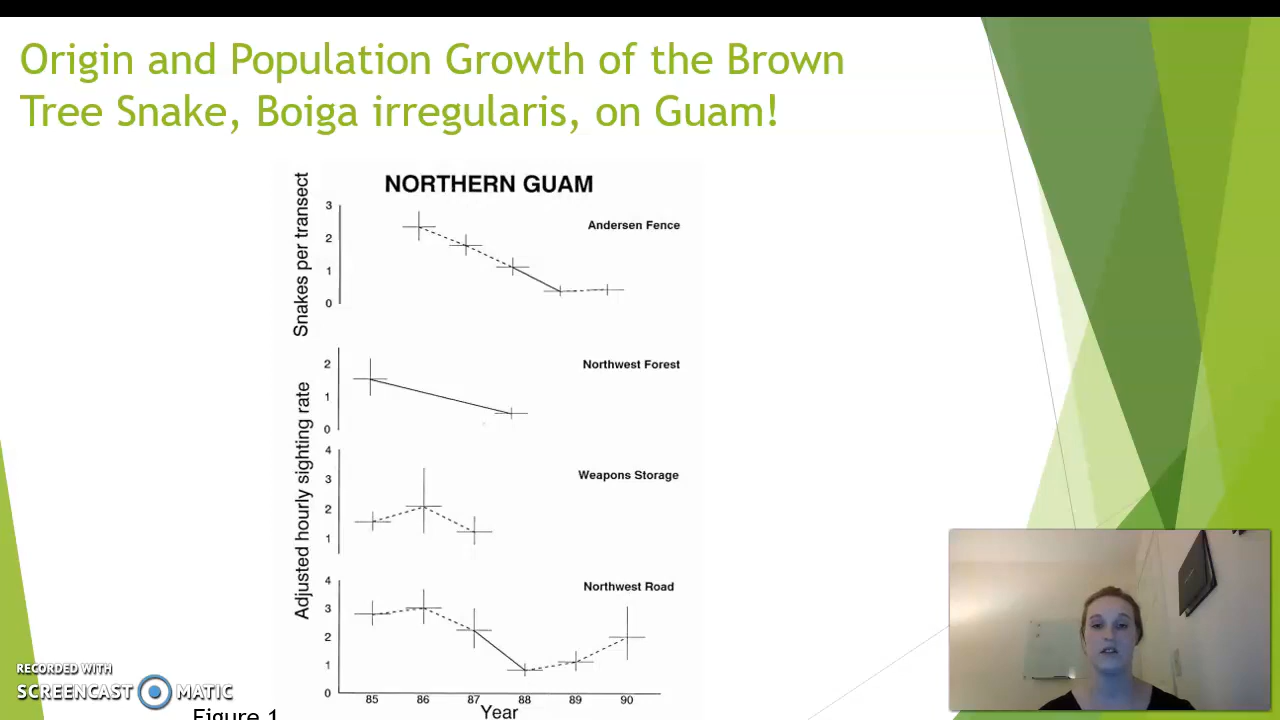 Origin and Population Growth of the Brown
Tree Snake, Boiga irregularis, on Guam!
NORTHERN GUAM
Snakes per transect
3
2
1
0
Andersen Fence
Adjusted hourly sighting rate
2
1
0
Northwest Forest
4
3
2
1
Weapons Storage
4
3
2
1
0
Northwest Road
85 86 87 88 89 90
Year
Figure 1
RECORDED WITH
SCREENCAST MATIC